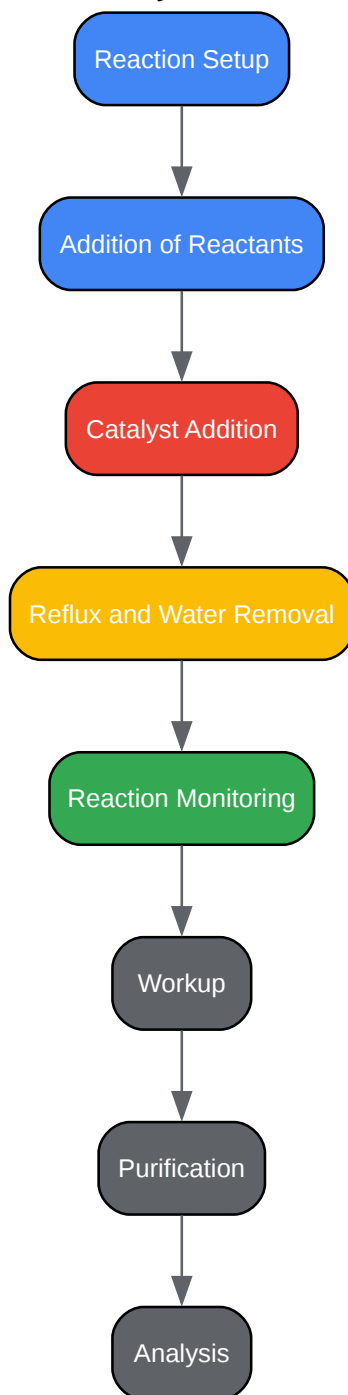 Reaction Setup
Addition of Reactants
Catalyst Addition
Reflux and Water Removal
Reaction Monitoring
Workup
Purification
Analysis